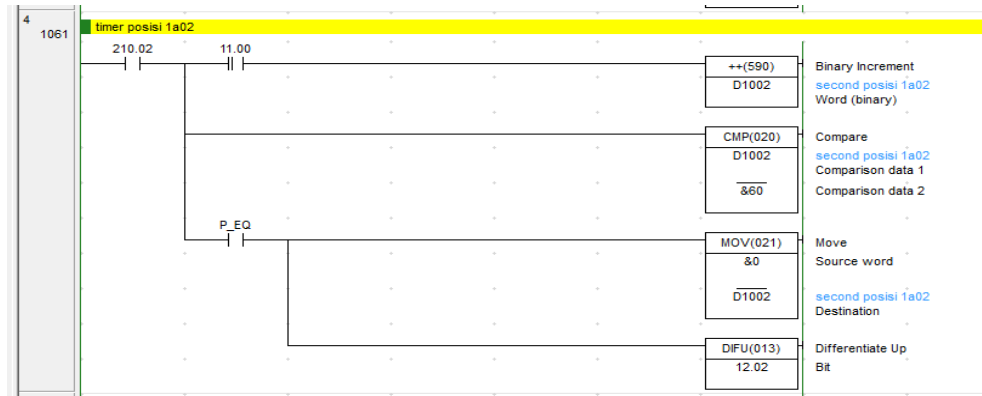 4
1061
timer posisi 1a02
210.02
11.00
++(590)
Binary Increment
D1002
second posisi 1a02
Word (binary)
CMP(020)
Compare
D1002
second posisi 1a02
Comparison data 1
&60
Comparison data 2
P_EQ
MOV(021)
Move
&0
Source word
D1002
second posisi 1a02
Destination
DIFU(013)
Differentiate Up
12.02
Bit